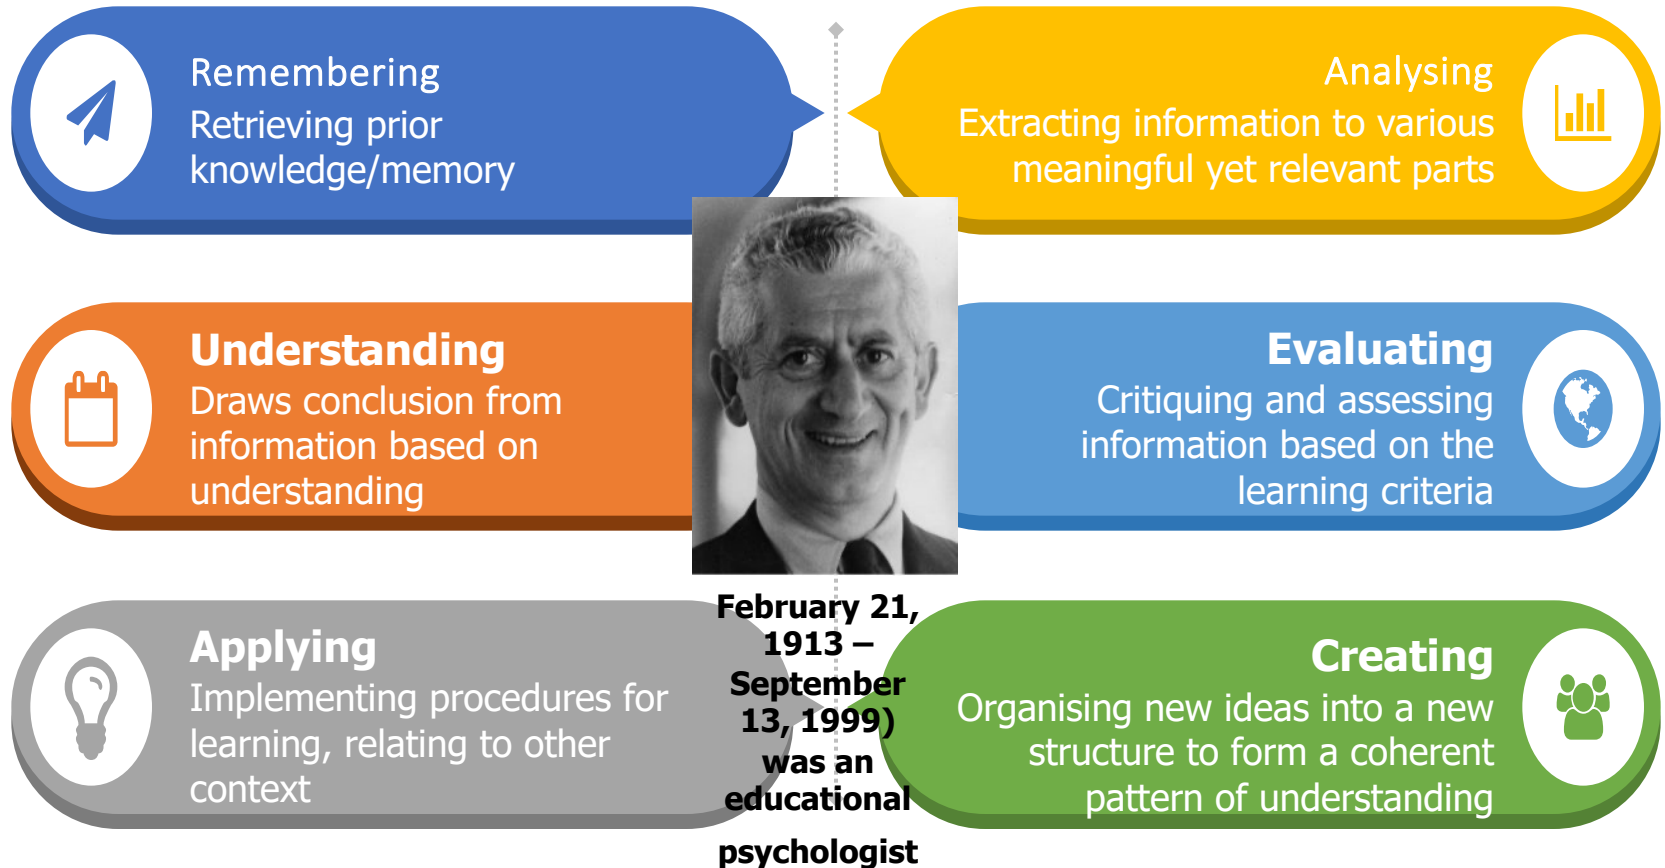 Remembering
Retrieving prior
knowledge/memory
Understanding
Draws conclusion from
information based on
understanding
Applying
Implementing procedures for
learning, relating to other
context
February 21,
1913 –
September
13, 1999)
was an
educational
psychologist
Analysing
Extracting information to various
meaningful yet relevant parts
Evaluating
Critiquing and assessing
information based on the
learning criteria
Creating
Organising new ideas into a new
structure to form a coherent
pattern of understanding